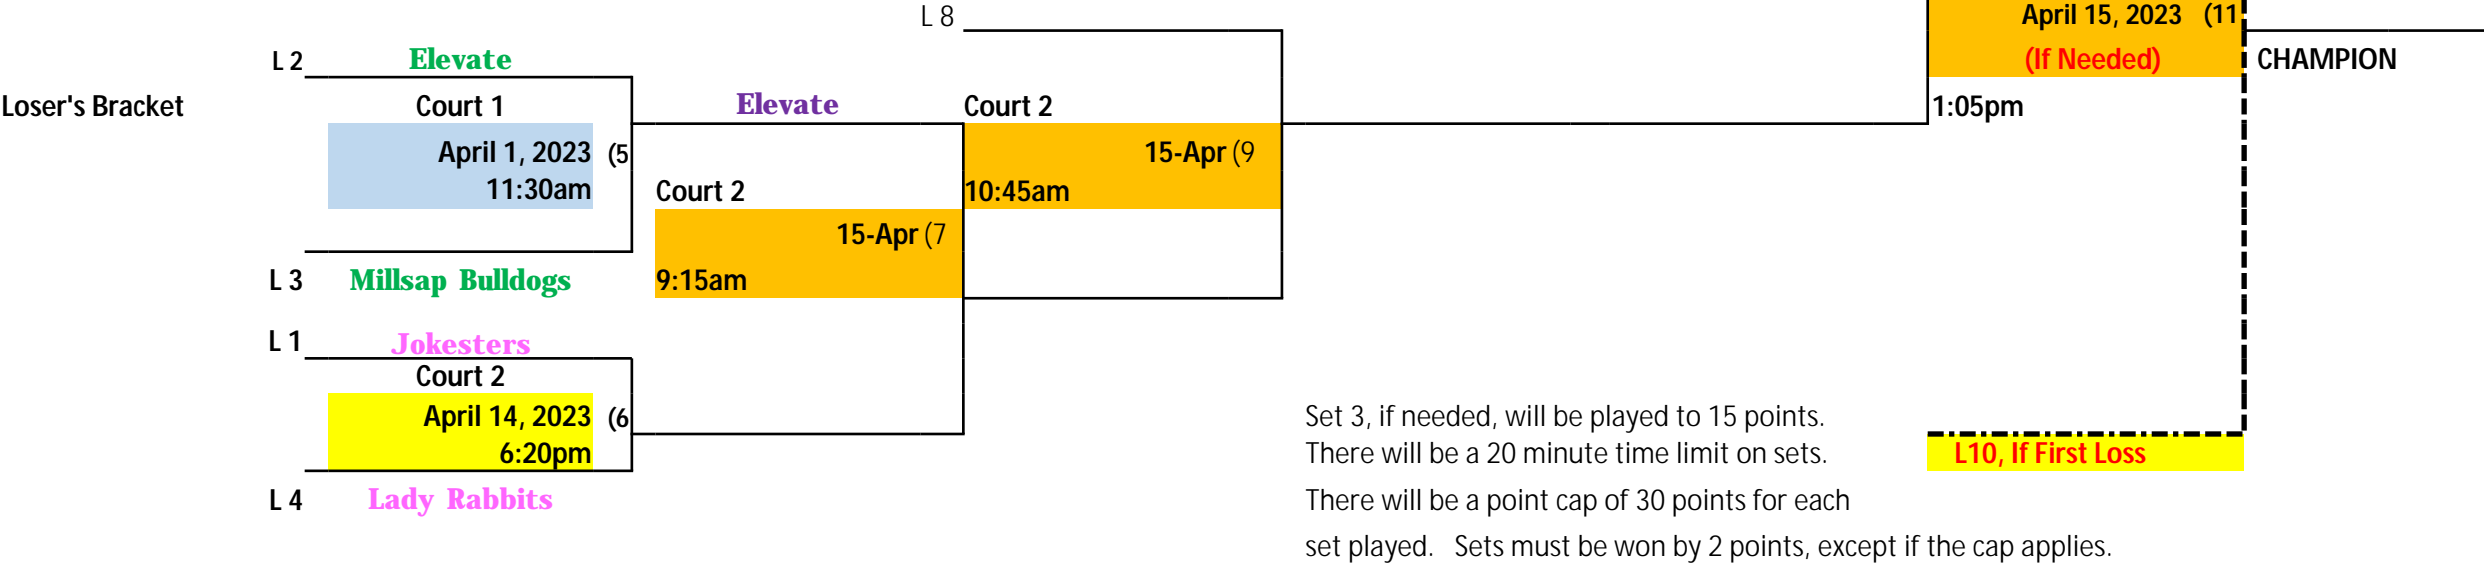 L 8
April 15, 2023 (11
L 2 Elevate
(If Needed)
CHAMPION
Loser's Bracket
Court 1
Elevate
Court 2
1:05pm
April 1, 2023 (5
15-Apr (9
11:30am
Court 2
10:45am
15-Apr (7
L 3 Millsap Bulldogs
9:15am
L 1 Jokesters
Court 2
April 14, 2023 (6
Set 3, if needed, will be played to 15 points.
6:20pm
There will be a 20 minute time limit on sets.
L10, If First Loss
L 4 Lady Rabbits
There will be a point cap of 30 points for each
set played. Sets must be won by 2 points, except if the cap applies.